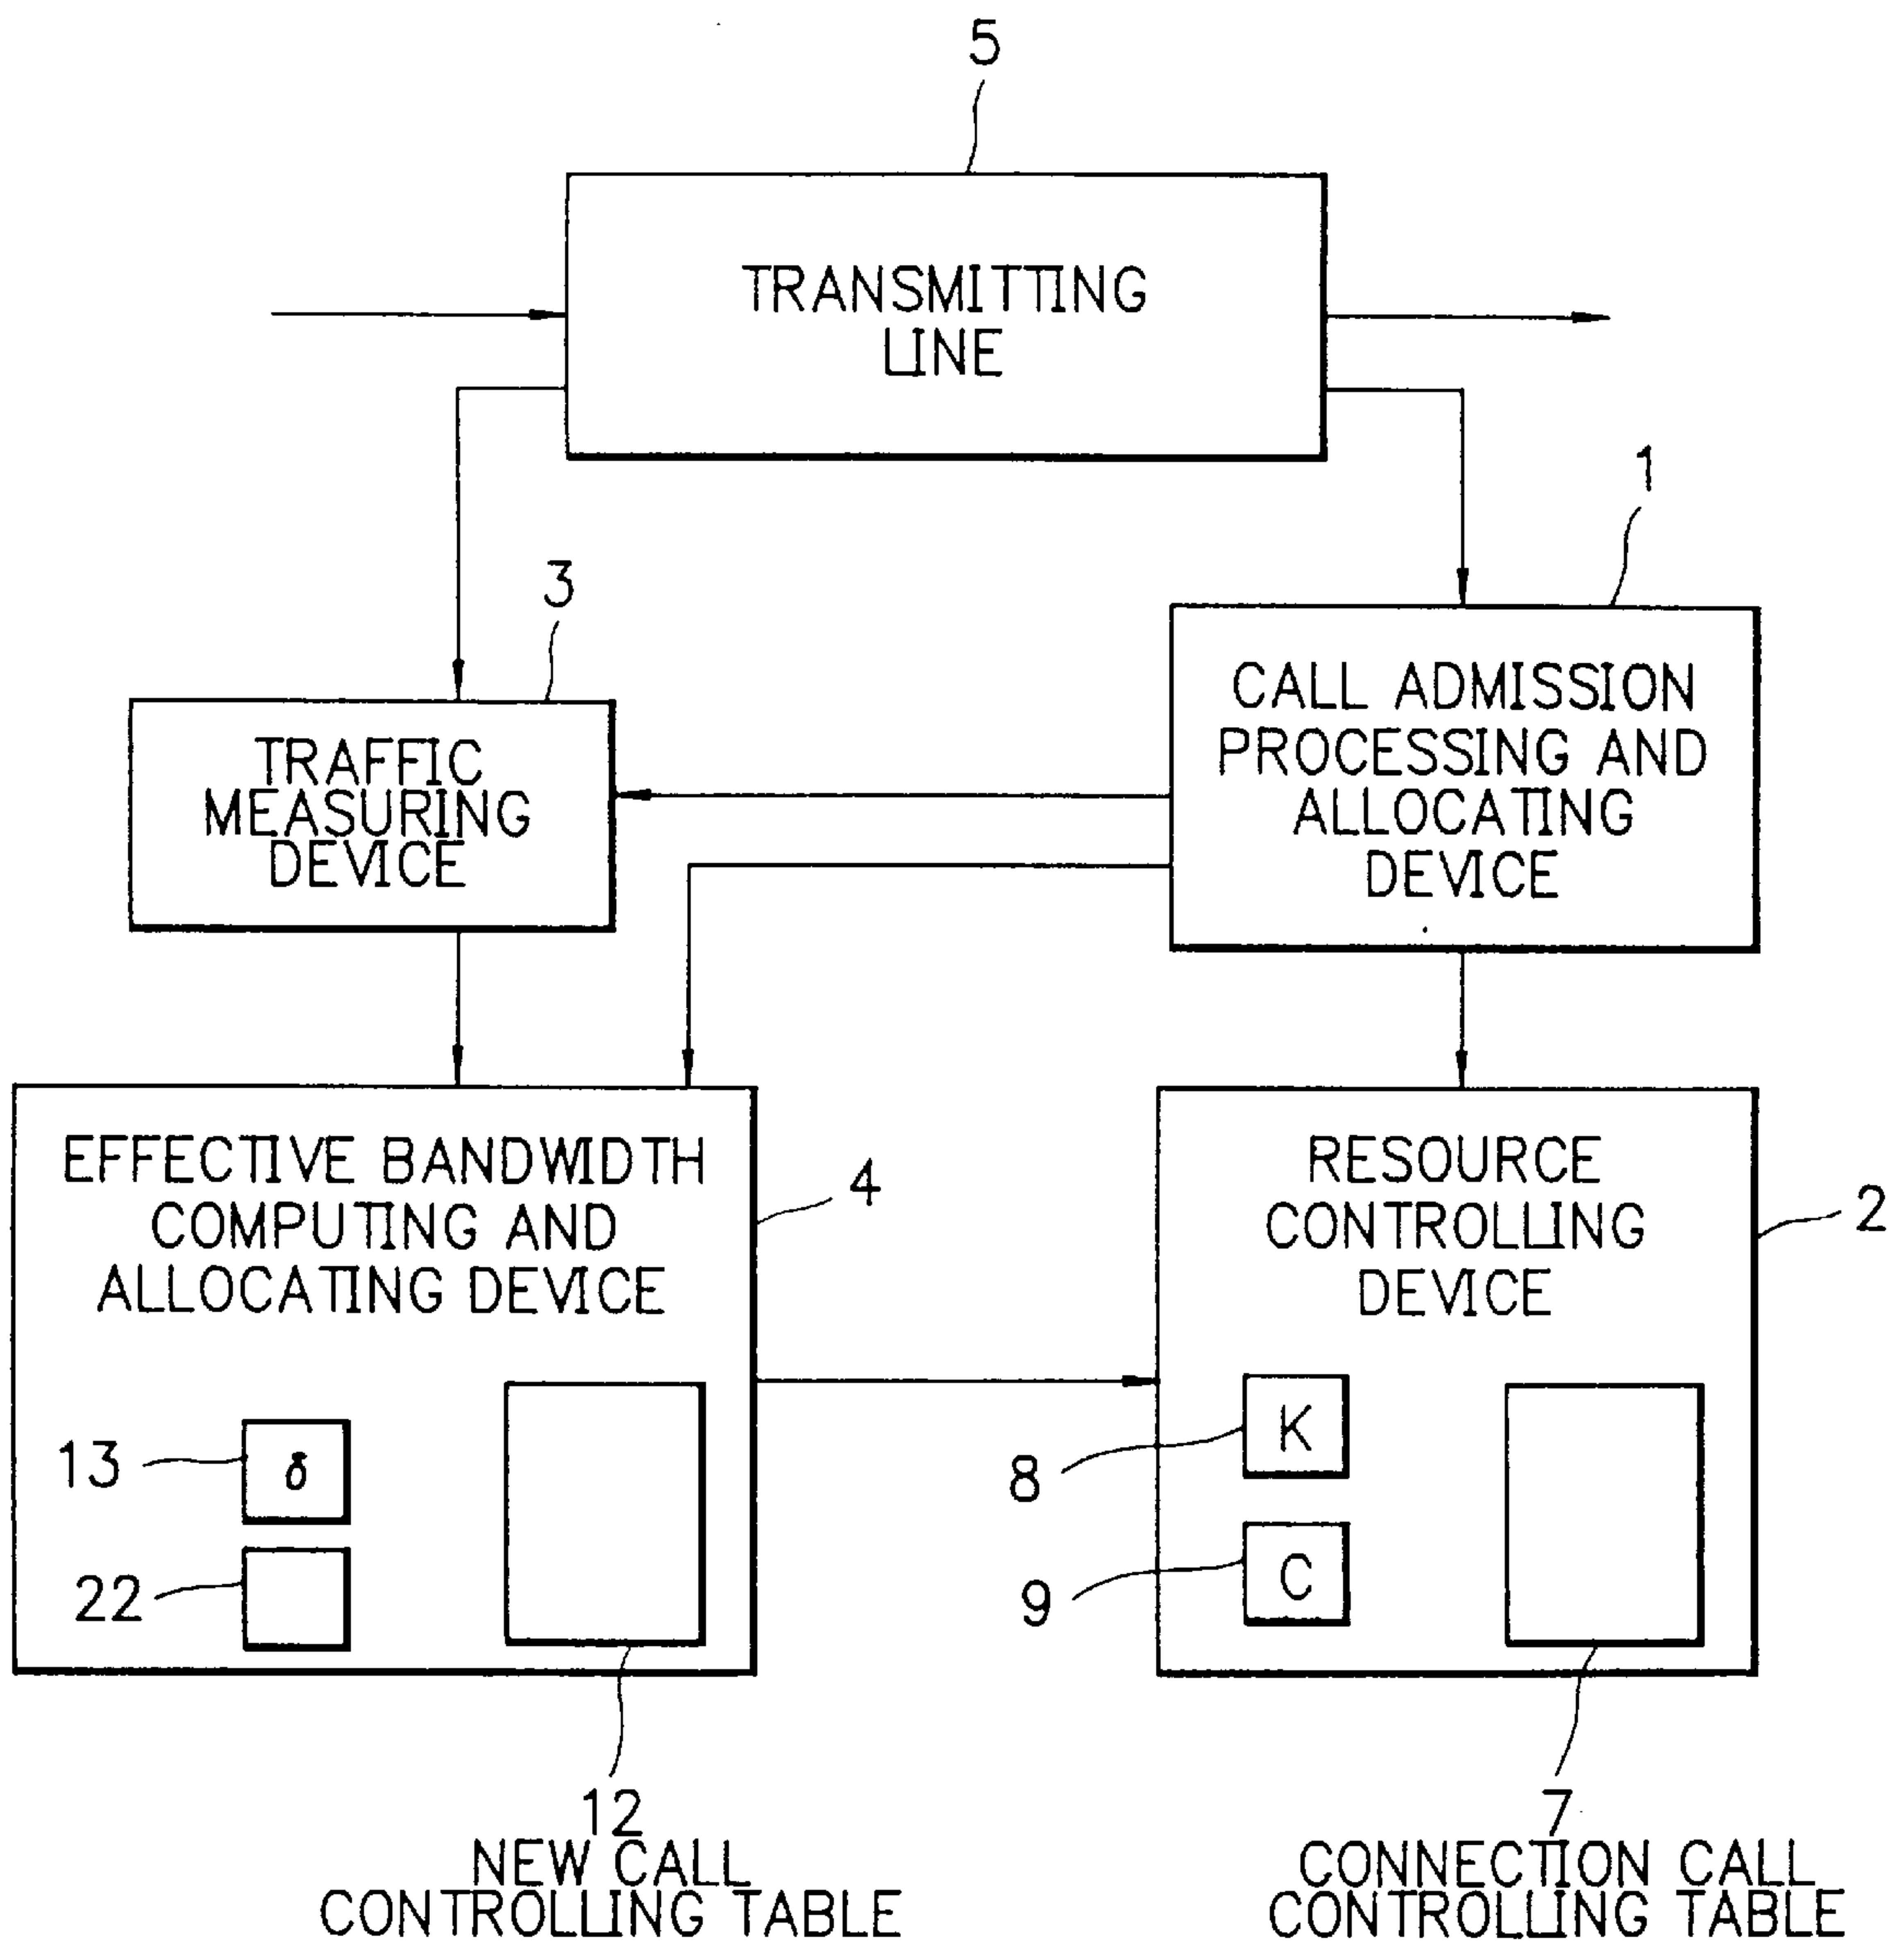 5
TRANSMITTING
LINE
1
3
CALL ADMISSION
PROCESSING AND
ALLOCATING
DEVICE
TRAFFIC
MEASURING
DEVICE
EFFECTIVE BANDWIDTH
COMPUTING AND
ALLOCATING DEVICE
4
RESOURCE
CONTROLLING
DEVICE
2
13
δ
22
8
K
9
C
12
NEW CALL
CONTROLLING TABLE
7
CONNECTION CALL
CONTROLLING TABLE